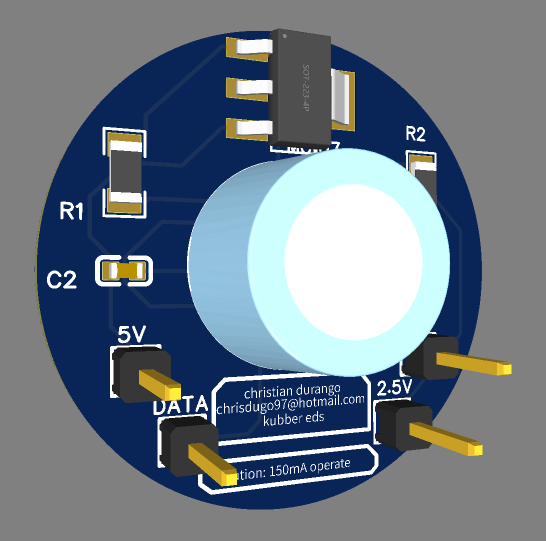 SOT-223-4P
R2
R1
C2
5V
DATA
2.5V
christian durango
chrisdugo97@hotmail.com
kubber eds
150mA operate